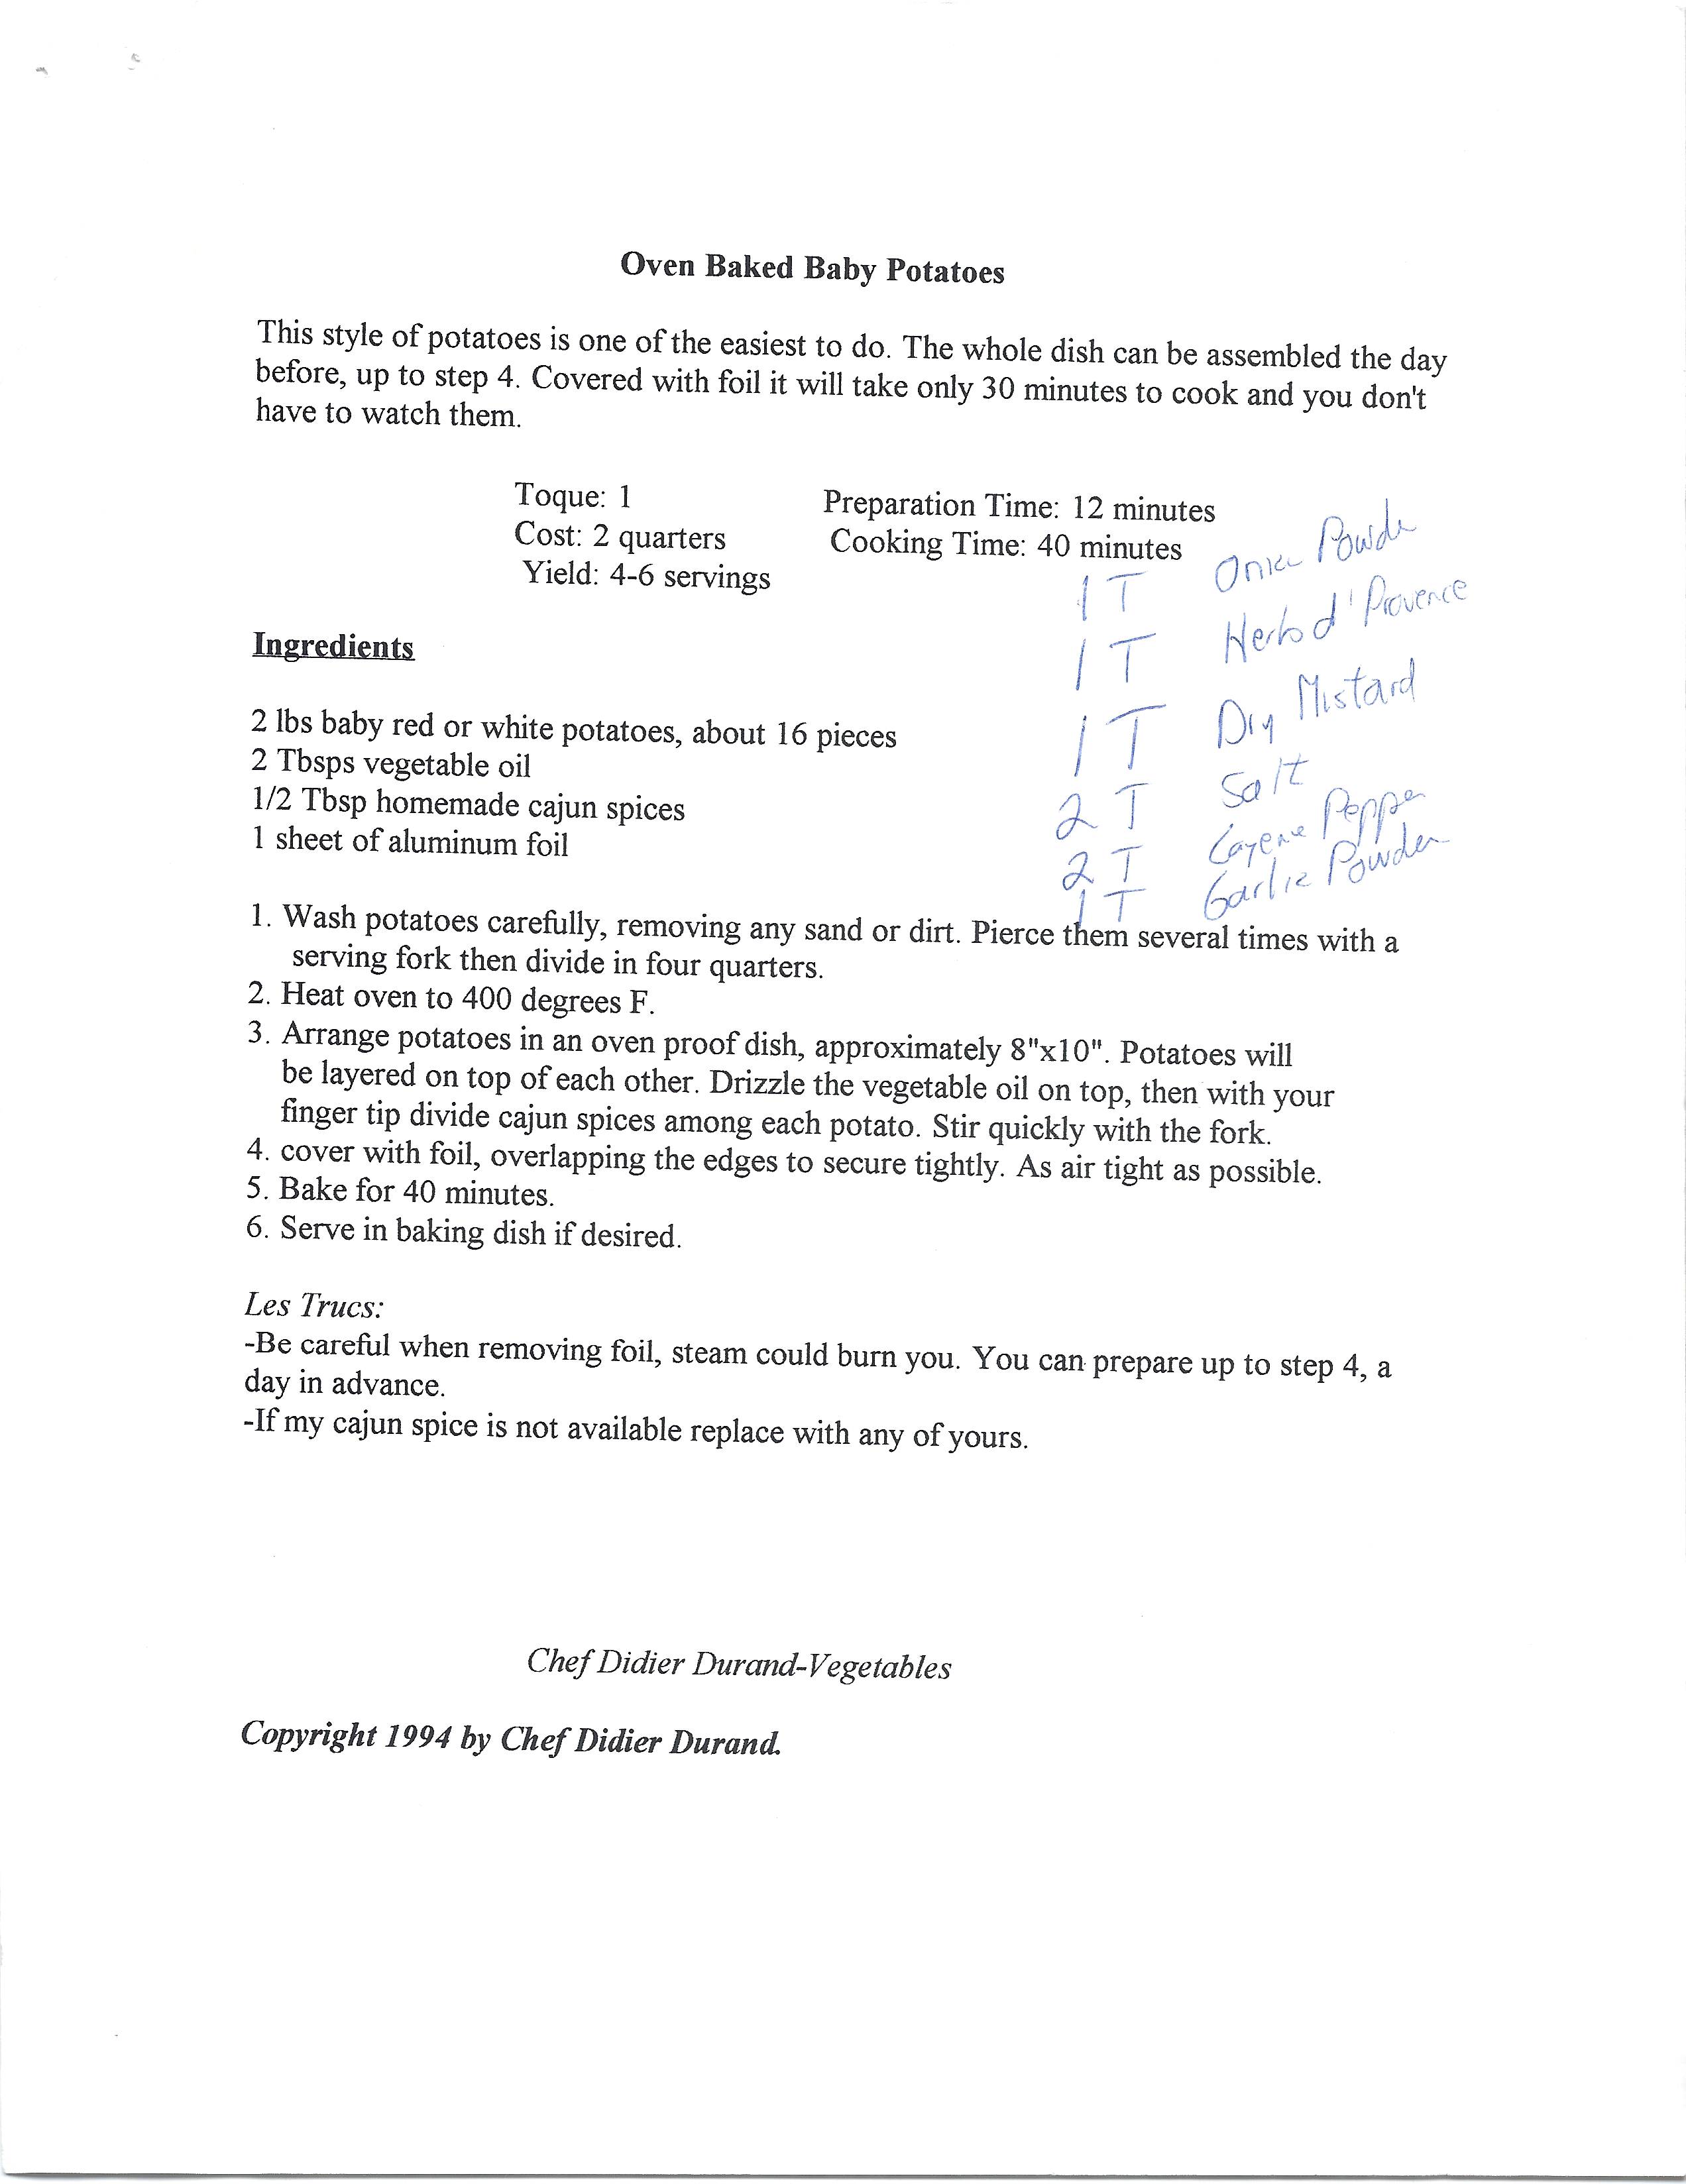 Oven Baked Baby Potatoes
This style of potatoes is one of the easiest to do. The whole dish can be assembled the day
before, up to step 4. Covered with foil it will take only 30 minutes to cook and you don't
have to watch them.
Toque: 1 Preparation Time: 12 minutes
Cost: 2 quarters Cooking Time: 40 minutes
Yield: 4-6 servings
1 T Onion Powder
1 T Herbs d'Provence
1 T Dry Mustard
2 T Salt
2 T Cayene Pepper
1 T Garlic Powder
Ingredients
2 lbs baby red or white potatoes, about 16 pieces
2 Tbsps vegetable oil
1/2 Tbsp homemade cajun spices
1 sheet of aluminum foil
1. Wash potatoes carefully, removing any sand or dirt. Pierce them several times with a
serving fork then divide in four quarters.
2. Heat oven to 400 degrees F.
3. Arrange potatoes in an oven proof dish, approximately 8"x10". Potatoes will
be layered on top of each other. Drizzle the vegetable oil on top, then with your
finger tip divide cajun spices among each potato. Stir quickly with the fork.
4. cover with foil, overlapping the edges to secure tightly. As air tight as possible.
5. Bake for 40 minutes.
6. Serve in baking dish if desired.
Les Trucs:
-Be careful when removing foil, steam could burn you. You can prepare up to step 4, a
day in advance.
-If my cajun spice is not available replace with any of yours.
Chef Didier Durand-Vegetables
Copyright 1994 by Chef Didier Durand.